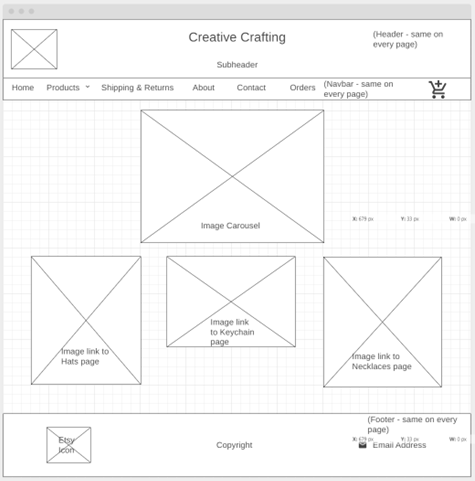 Creative Crafting
(Header - same on
every page)
Subheader
Home Products Shipping & Returns About Contact Orders (Navbar - same on
every page)
Image Carousel
X: 679 px Y: 33 px W: 0 px
Image link
to Keychain
page
Image link to
Hats page
Image link to
Necklaces page
(Footer - same on every
page)
X: 679 px Y: 33 px W: 0 px
Etsy
Icon
Copyright
Email Address